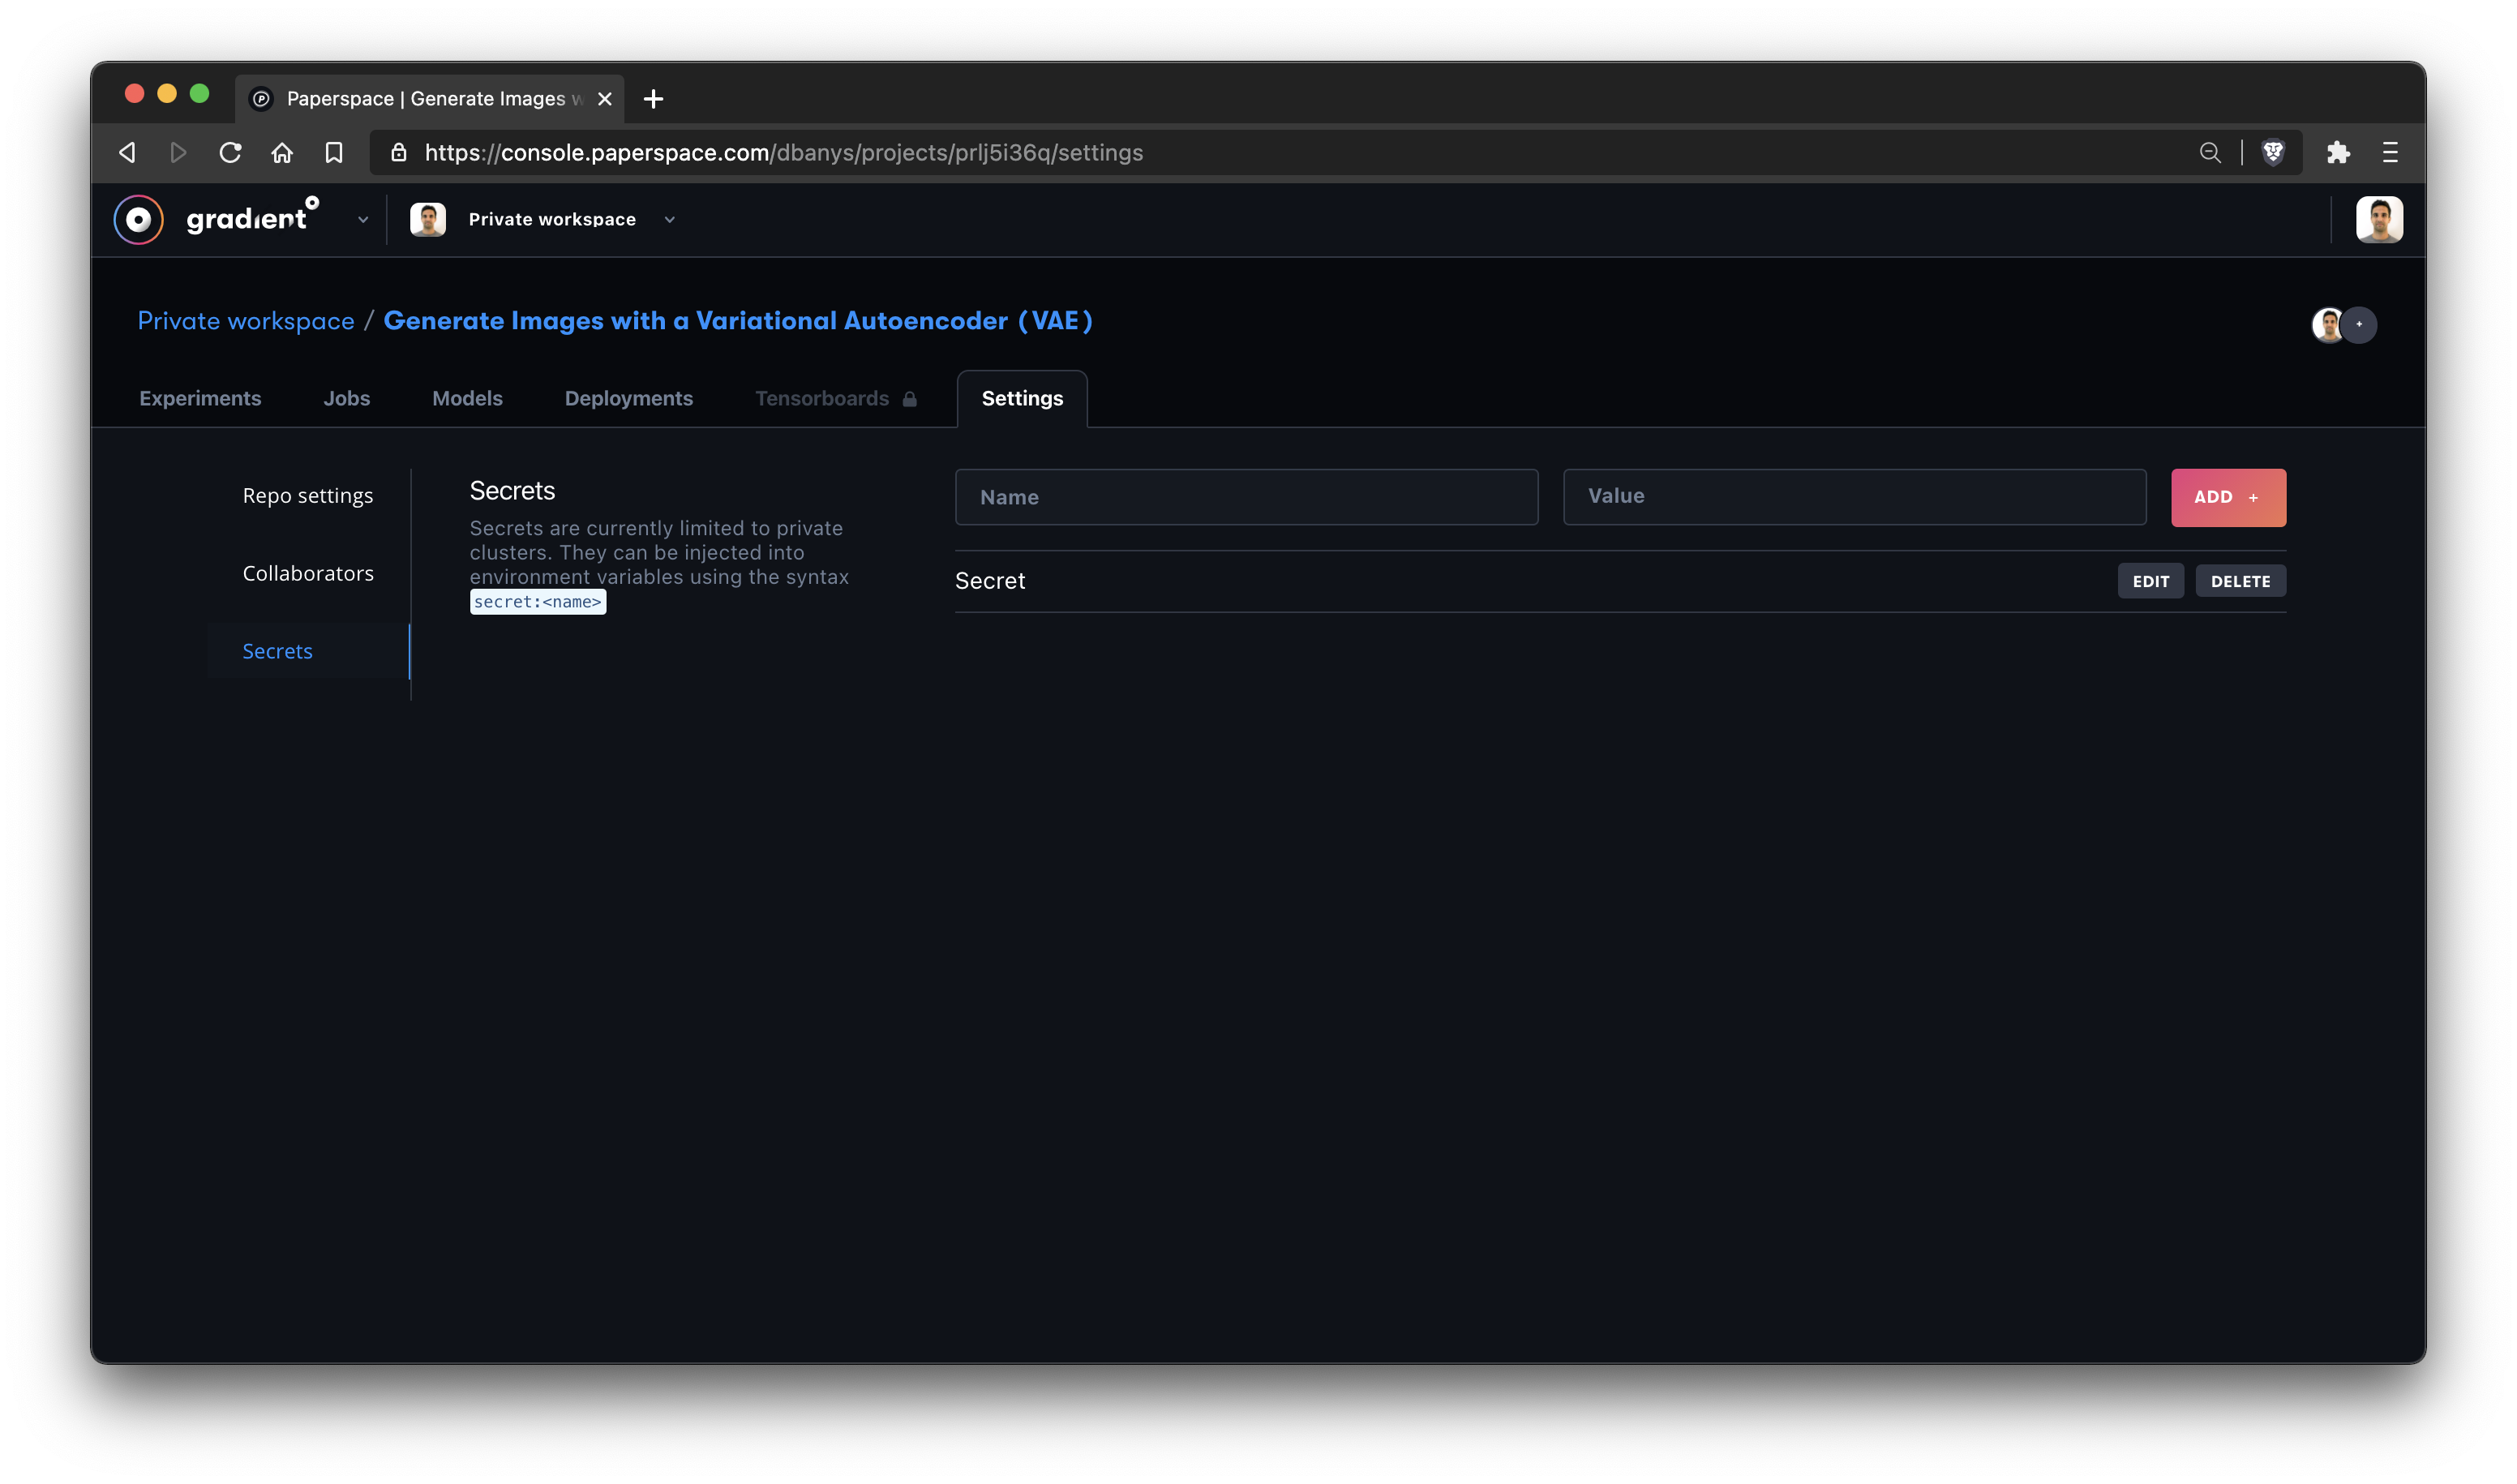 Paperspace | Generate Images w
https://console.paperspace.com/dbanys/projects/prlj5i36q/settings
gradient
Private workspace
Private workspace / Generate Images with a Variational Autoencoder (VAE)
Experiments Jobs Models Deployments Tensorboards Settings
Repo settings
Collaborators
Secrets
Secrets
Secrets are currently limited to private
clusters. They can be injected into
environment variables using the syntax
secret:<name>
Name Value ADD +
Secret EDIT DELETE